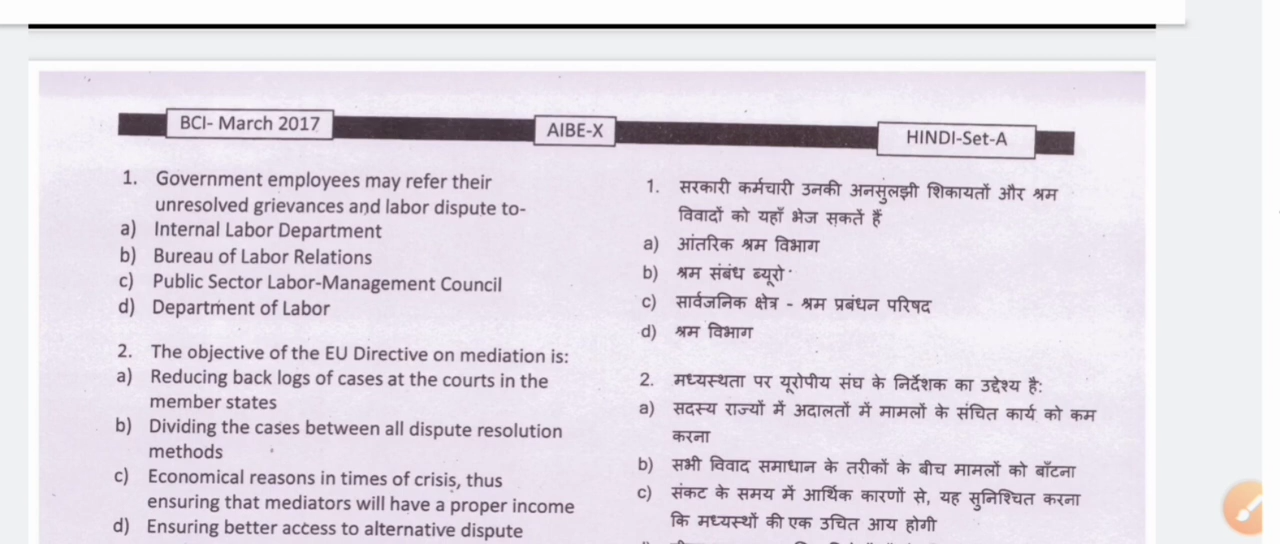 BCI- March 2017
AIBE-X
HINDI-Set-A
1. Government employees may refer their
unresolved grievances and labor dispute to-
a) Internal Labor Department
b) Bureau of Labor Relations
c) Public Sector Labor-Management Council
d) Department of Labor
2. The objective of the EU Directive on mediation is:
a) Reducing back logs of cases at the courts in the
member states
b) Dividing the cases between all dispute resolution
methods
c) Economical reasons in times of crisis, thus
ensuring that mediators will have a proper income
d) Ensuring better access to alternative dispute
1. सरकारी कर्मचारी उनकी अनसुलझी शिकायतों और श्रम
विवादों को यहाँ भेज सकतें हैं
a) आंतरिक श्रम विभाग
b) श्रम संबंध ब्यूरो
c) सार्वजनिक क्षेत्र - श्रम प्रबंधन परिषद
d) श्रम विभाग
2. मध्यस्थता पर यूरोपीय संघ के निर्देशक का उद्देश्य है:
a) सदस्य राज्यों में अदालतों में मामलों के संचित कार्य को कम
करना
b) सभी विवाद समाधान के तरीकों के बीच मामलों को बाँटना
c) संकट के समय में आर्थिक कारणों से, यह सुनिश्चित करना
कि मध्यस्थों की एक उचित आय होगी